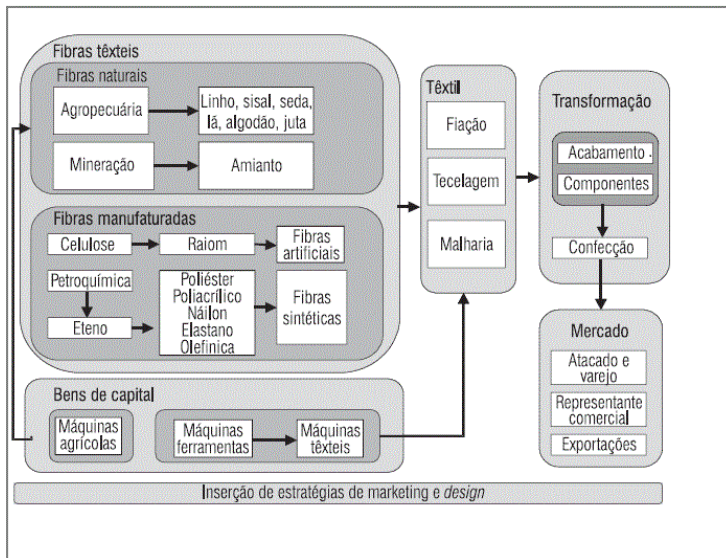 Fibras têxteis
Fibras naturais
Agropecuária
Linho, sisal, seda,
lá, algodão, juta
Mineração
Amianto
Fibras manufaturadas
Celulose
Raiom
Fibras
artificiais
Petroquímica
Eteno
Poliéster
Poliacrílico
Náilon
Elastano
Olefinica
Fibras
sintéticas
Bens de capital
Máquinas
agrícolas
Máquinas
ferramentas
Máquinas
têxteis
Têxtil
Fiação
Tecelagem
Malharia
Transformação
Acabamento .
Componentes
Confecção
Mercado
Atacado e
varejo
Representante
comercial
Exportações
Inserção de estratégias de marketing e design